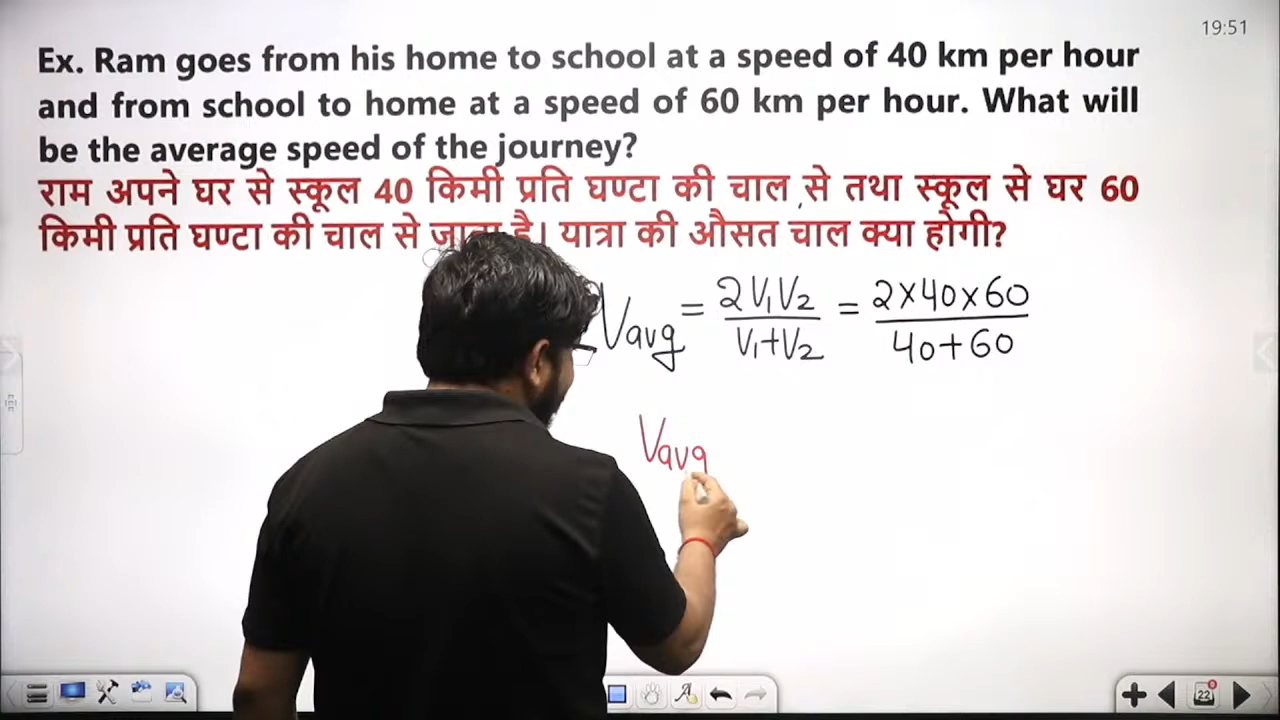 19:51
Ex. Ram goes from his home to school at a speed of 40 km per hour
and from school to home at a speed of 60 km per hour. What will
be the average speed of the journey?
राम अपने घर से स्कूल 40 किमी प्रति घण्टा की चाल से तथा स्कूल से घर 60
किमी प्रति घण्टा की चाल से जाता है। यात्रा की औसत चाल क्या होगी?
Vavg = 2V₁V₂/V₁+V₂ = 2×40×60/40+60
Vavg
22